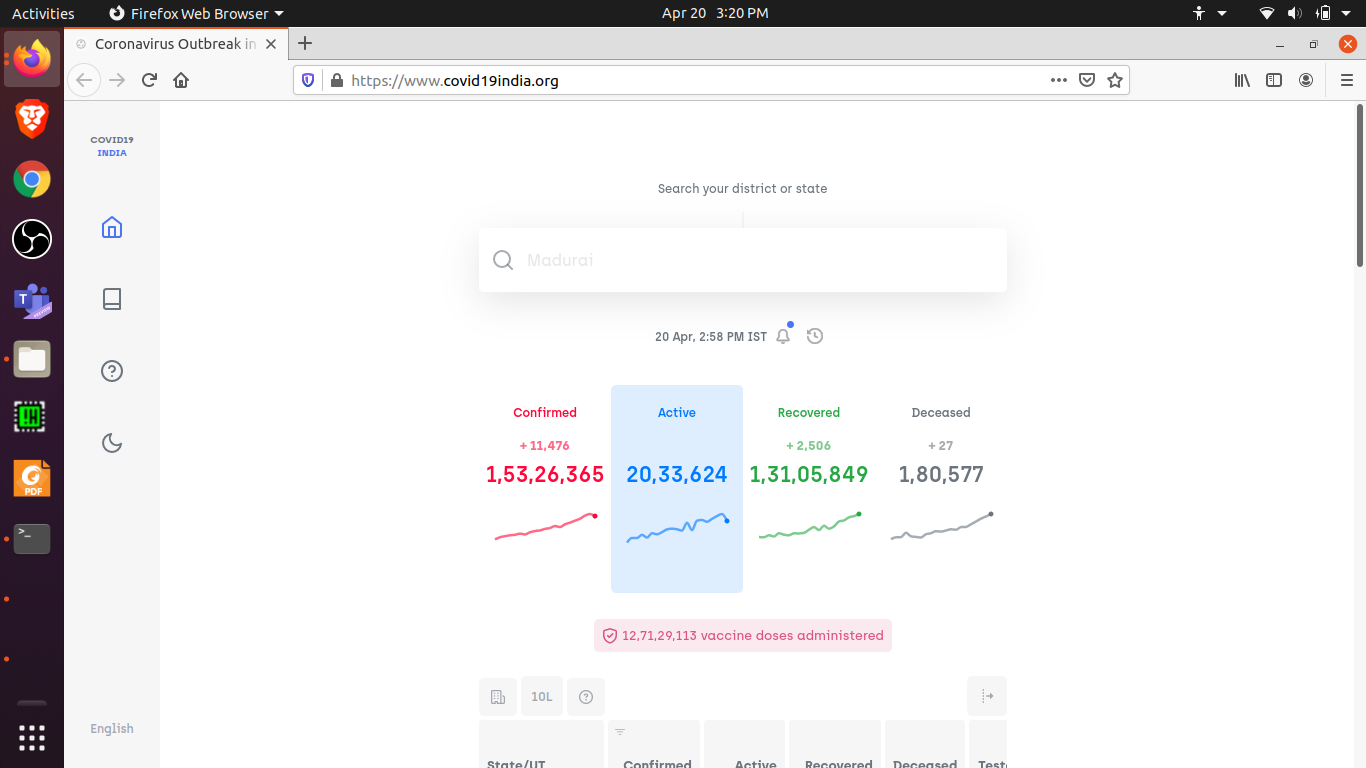 Activities
Firefox Web Browser
Apr 20 3:20 PM
Coronavirus Outbreak in
https://www.covid19india.org
COVID19
INDIA
Search your district or state
Madurai
20 Apr, 2:58 PM IST
Confirmed Active Recovered Deceased
+ 11,476 + 2,506 + 27
1,53,26,365 20,33,624 1,31,05,849 1,80,577
12,71,29,113 vaccine doses administered
10L
English
State/UT Confirmed Active Recovered Deceased Teste
T
PDF
>_